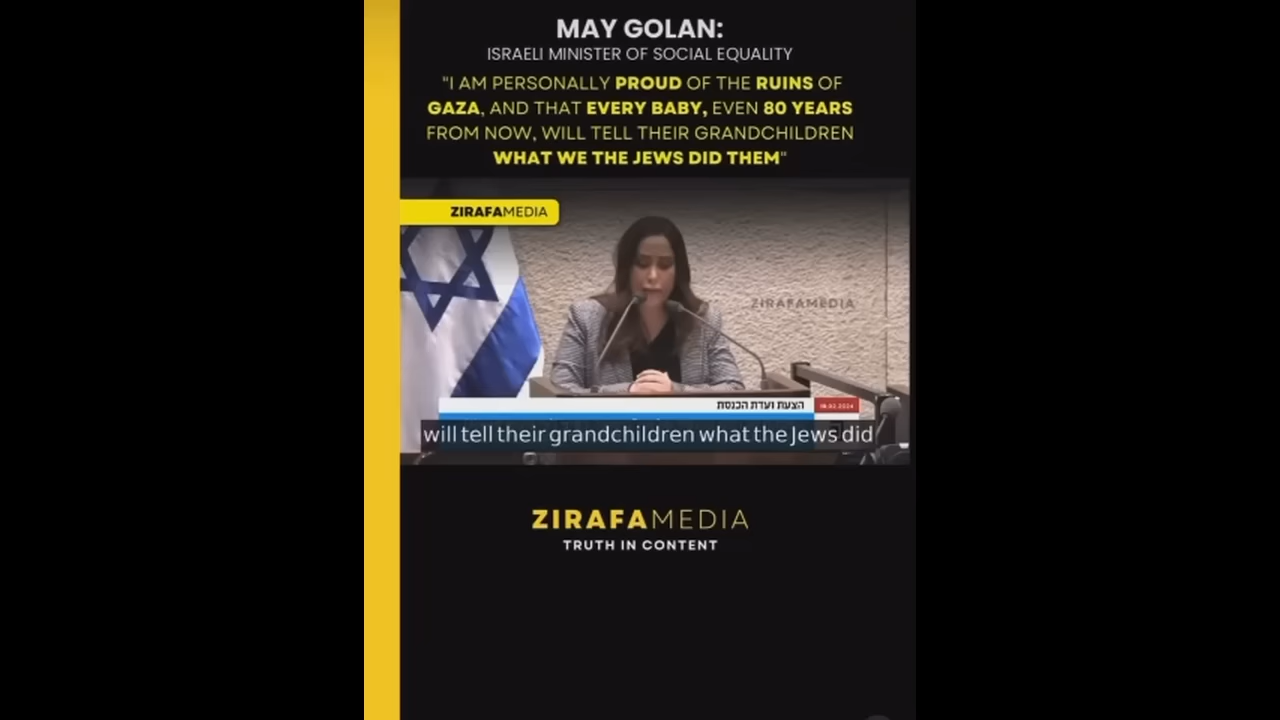 MAY GOLAN:
ISRAELI MINISTER OF SOCIAL EQUALITY
"I AM PERSONALLY PROUD OF THE RUINS OF
GAZA, AND THAT EVERY BABY, EVEN 80 YEARS
FROM NOW, WILL TELL THEIR GRANDCHILDREN
WHAT WE THE JEWS DID THEM"
ZIRAFAMEDIA
ZIRAFAMEDIA
הצעת ועדת הכנסת
will tell their grandchildren what the Jews did
ZIRAFAMEDIA
TRUTH IN CONTENT